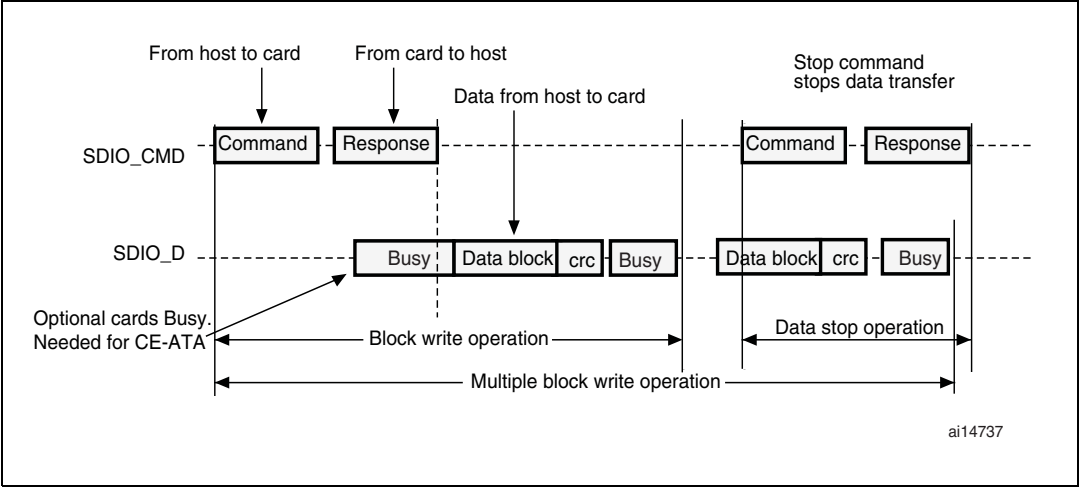 From host to card
From card to host
Stop command
stops data transfer
Data from host to card
SDIO_CMD
Command
Response
Command
Response
SDIO_D
Busy
Data block
crc
Busy
Data block
crc
Busy
Optional cards Busy.
Needed for CE-ATA
Block write operation
Data stop operation
Multiple block write operation
ai14737